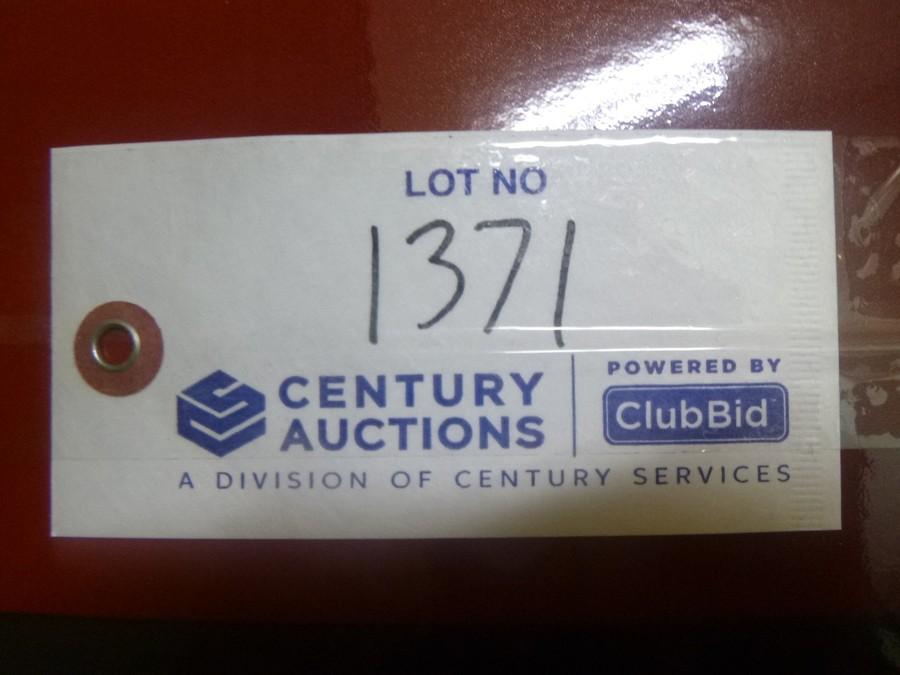 LOT NO
1371
CENTURY
AUCTIONS
POWERED BY
ClubBid
A DIVISION OF CENTURY SERVICES